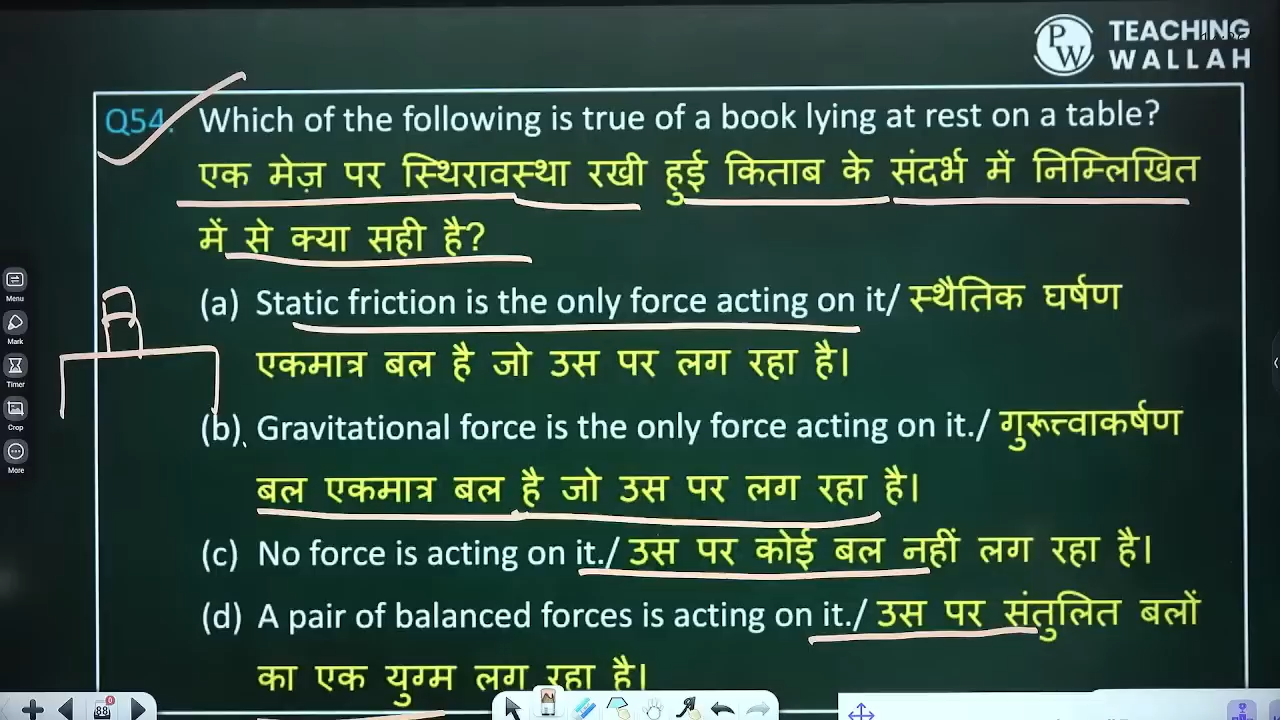 TEACHING
WALLAH
PW
Q54. Which of the following is true of a book lying at rest on a table?
एक मेज़ पर स्थिरावस्था रखी हुई किताब के संदर्भ में निम्लिखित
में से क्या सही है?
(a) Static friction is the only force acting on it/ स्थैतिक घर्षण
एकमात्र बल है जो उस पर लग रहा है।
(b) Gravitational force is the only force acting on it./ गुरूत्वाकर्षण
बल एकमात्र बल है जो उस पर लग रहा है।
(c) No force is acting on it./ उस पर कोई बल नहीं लग रहा है।
(d) A pair of balanced forces is acting on it./ उस पर संतुलित बलों
का एक युग्म लग रहा है।
Menu
Mark
Timer
Crop
More
88